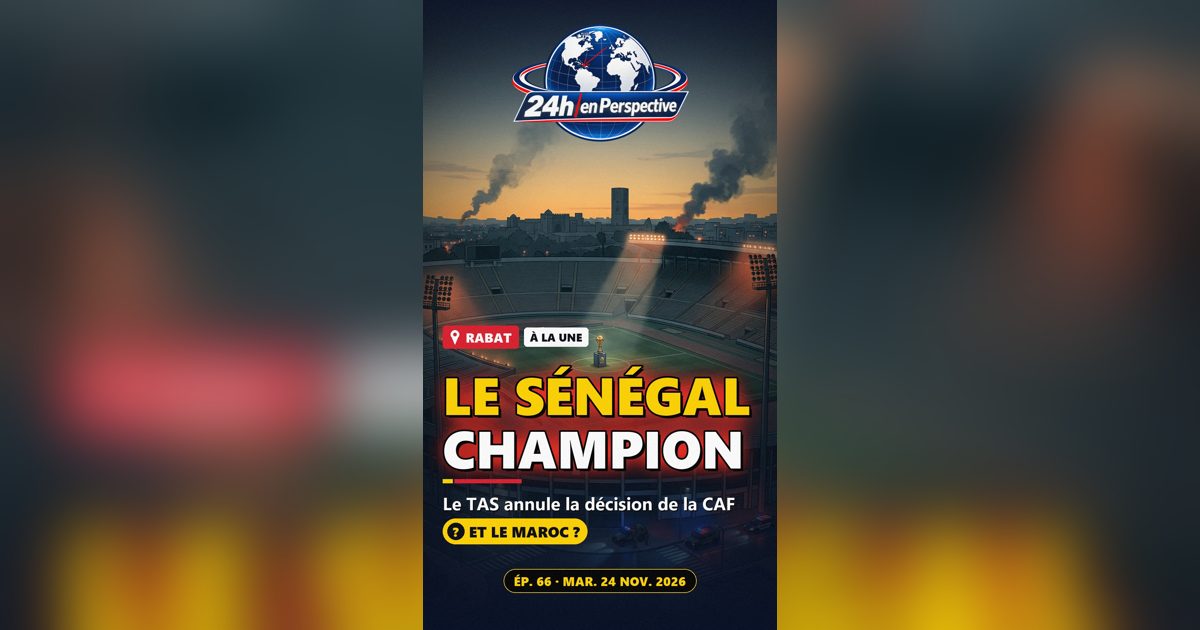 24h/en Perspective
RABAT
À LA UNE
LE SÉNÉGAL
CHAMPION
Le TAS annule la décision de la CAF
? ET LE MAROC ?
ÉP. 66 · MAR. 24 NOV. 2026